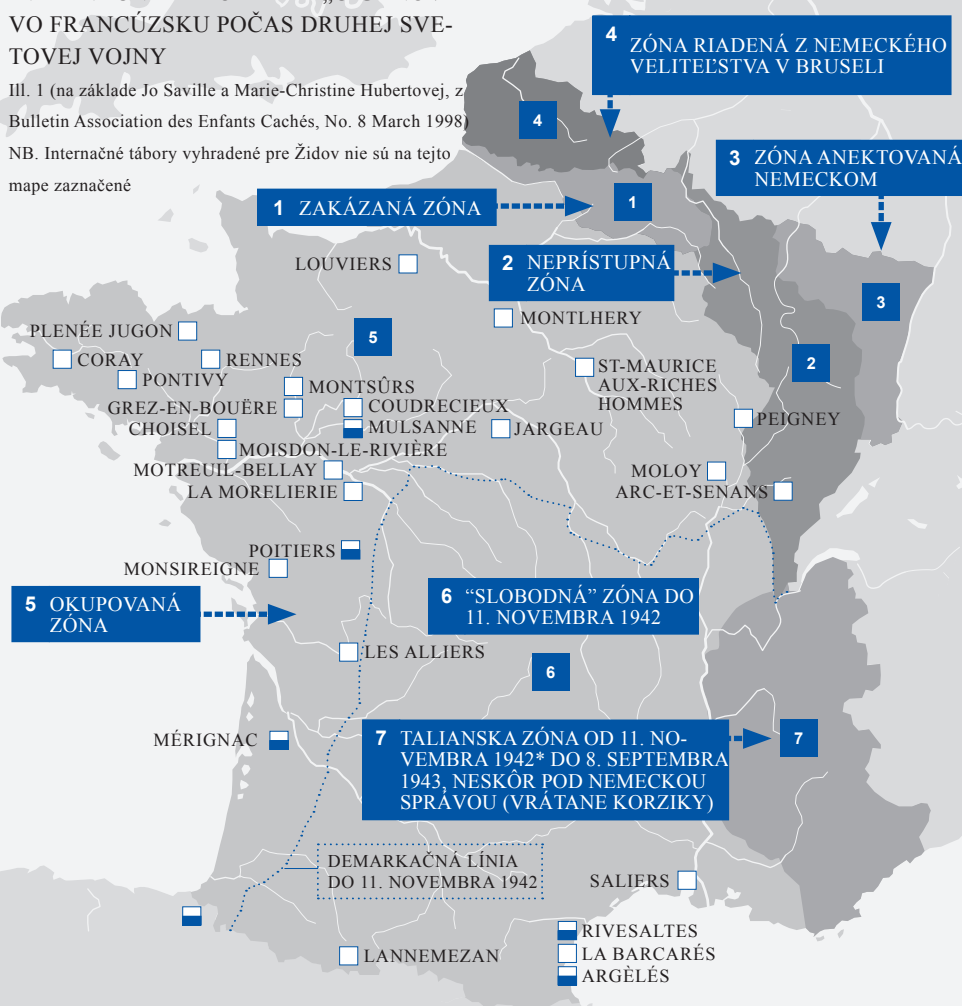 VO FRANCÚZSKU POČAS DRUHEJ SVE-
TOVEJ VOJNY
Ill. 1 (na základe Jo Saville a Marie-Christine Hubertovej, z
Bulletin Association des Enfants Cachés, No. 8 March 1998)
NB. Internačné tábory vyhradené pre Židov nie sú na tejto
mape zaznačené
4 ZÓNA RIADENÁ Z NEMECKÉHO
VELITEĽSTVA V BRUSELI
4
3 ZÓNA ANEKTOVANÁ
NEMECKOM
1 ZAKÁZANÁ ZÓNA
1
LOUVIERS
2 NEPRÍSTUPNÁ
ZÓNA
3
MONTLHERY
PLENÉE JUGON
5
CORAY
RENNES
ST-MAURICE
AUX-RICHES
HOMMES
2
PONTIVY
MONTSÛRS
GREZ-EN-BOUËRE
COUDRECIEUX
PEIGNEY
CHOISEL
MULSANNE
JARGEAU
MOISDON-LE-RIVIÈRE
MOTREUIL-BELLAY
MOLOY
LA MORELIERIE
ARC-ET-SENANS
POITIERS
MONSIREIGNE
5 OKUPOVANÁ
ZÓNA
6 “SLOBODNÁ” ZÓNA DO
11. NOVEMBRA 1942
LES ALLIERS
6
MÉRIGNAC
7 TALIANSKA ZÓNA OD 11. NO-
VEMBRA 1942* DO 8. SEPTEMBRA
1943, NESKÔR POD NEMECKOU
SPRÁVOU (VRÁTANE KORZIKY)
7
DEMARKAČNÁ LÍNIA
DO 11. NOVEMBRA 1942
SALIERS
RIVESALTES
LANNEMEZAN
LA BARCARÉS
ARGÈLÉS